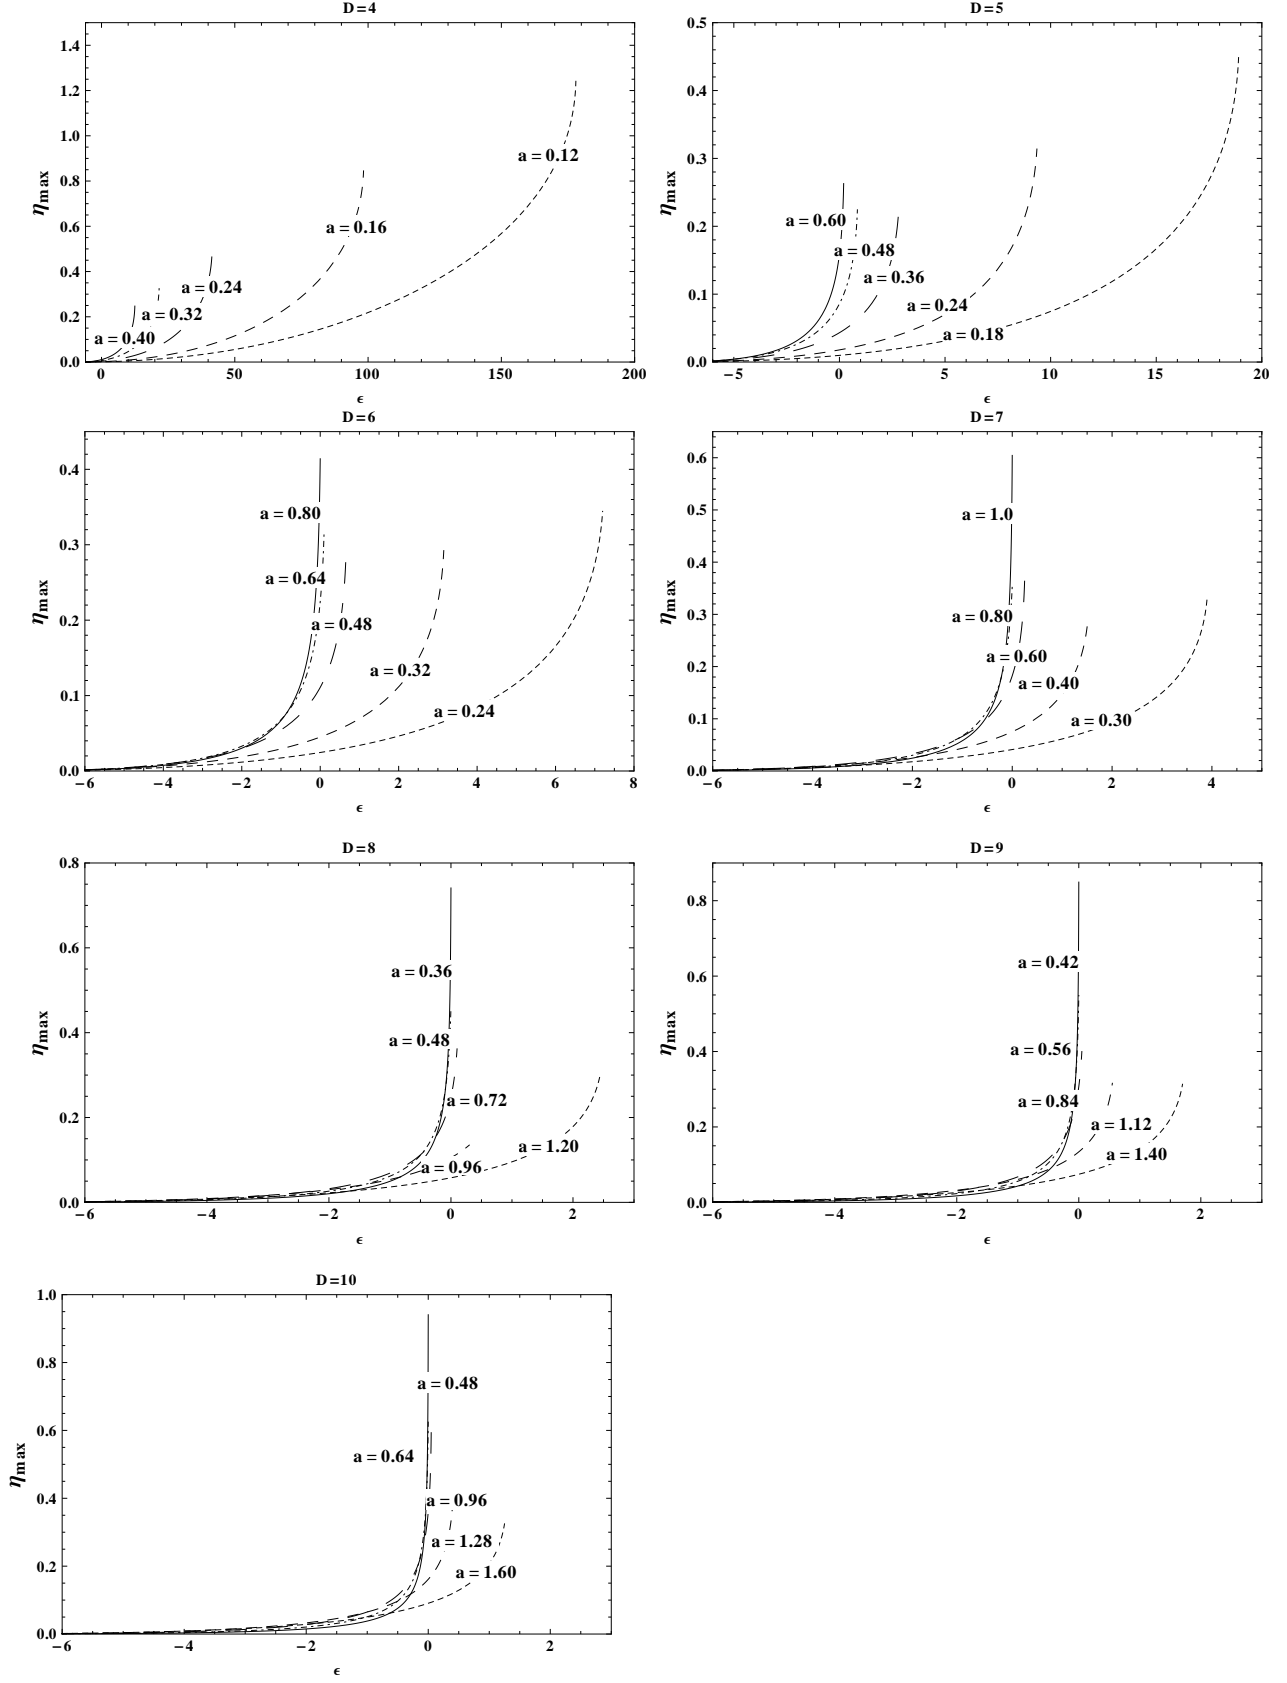 D=4
1.4
1.2
1.0
0.8
0.6
0.4
0.2
0.0
ηmax
a = 0.12
a = 0.16
a = 0.24
a = 0.32
a = 0.40
0 50 100 150 200
ϵ
D=5
0.5
0.4
0.3
0.2
0.1
0.0
ηmax
a = 0.60
a = 0.48
a = 0.36
a = 0.24
a = 0.18
−5 0 5 10 15 20
ϵ
D=6
0.4
0.3
0.2
0.1
0.0
ηmax
a = 0.80
a = 0.64
a = 0.48
a = 0.32
a = 0.24
−6 −4 −2 0 2 4 6 8
ϵ
D=7
0.6
0.5
0.4
0.3
0.2
0.1
0.0
ηmax
a = 1.0
a = 0.80
a = 0.60
a = 0.40
a = 0.30
−6 −4 −2 0 2 4
ϵ
D=8
0.8
0.6
0.4
0.2
0.0
ηmax
a = 0.36
a = 0.48
a = 0.72
a = 1.20
a = 0.96
−6 −4 −2 0 2
ϵ
D=9
0.8
0.6
0.4
0.2
0.0
ηmax
a = 0.42
a = 0.56
a = 0.84
a = 1.12
a = 1.40
−6 −4 −2 0 2
ϵ
D=10
1.0
0.8
0.6
0.4
0.2
0.0
ηmax
a = 0.48
a = 0.64
a = 0.96
a = 1.28
a = 1.60
−6 −4 −2 0 2
ϵ